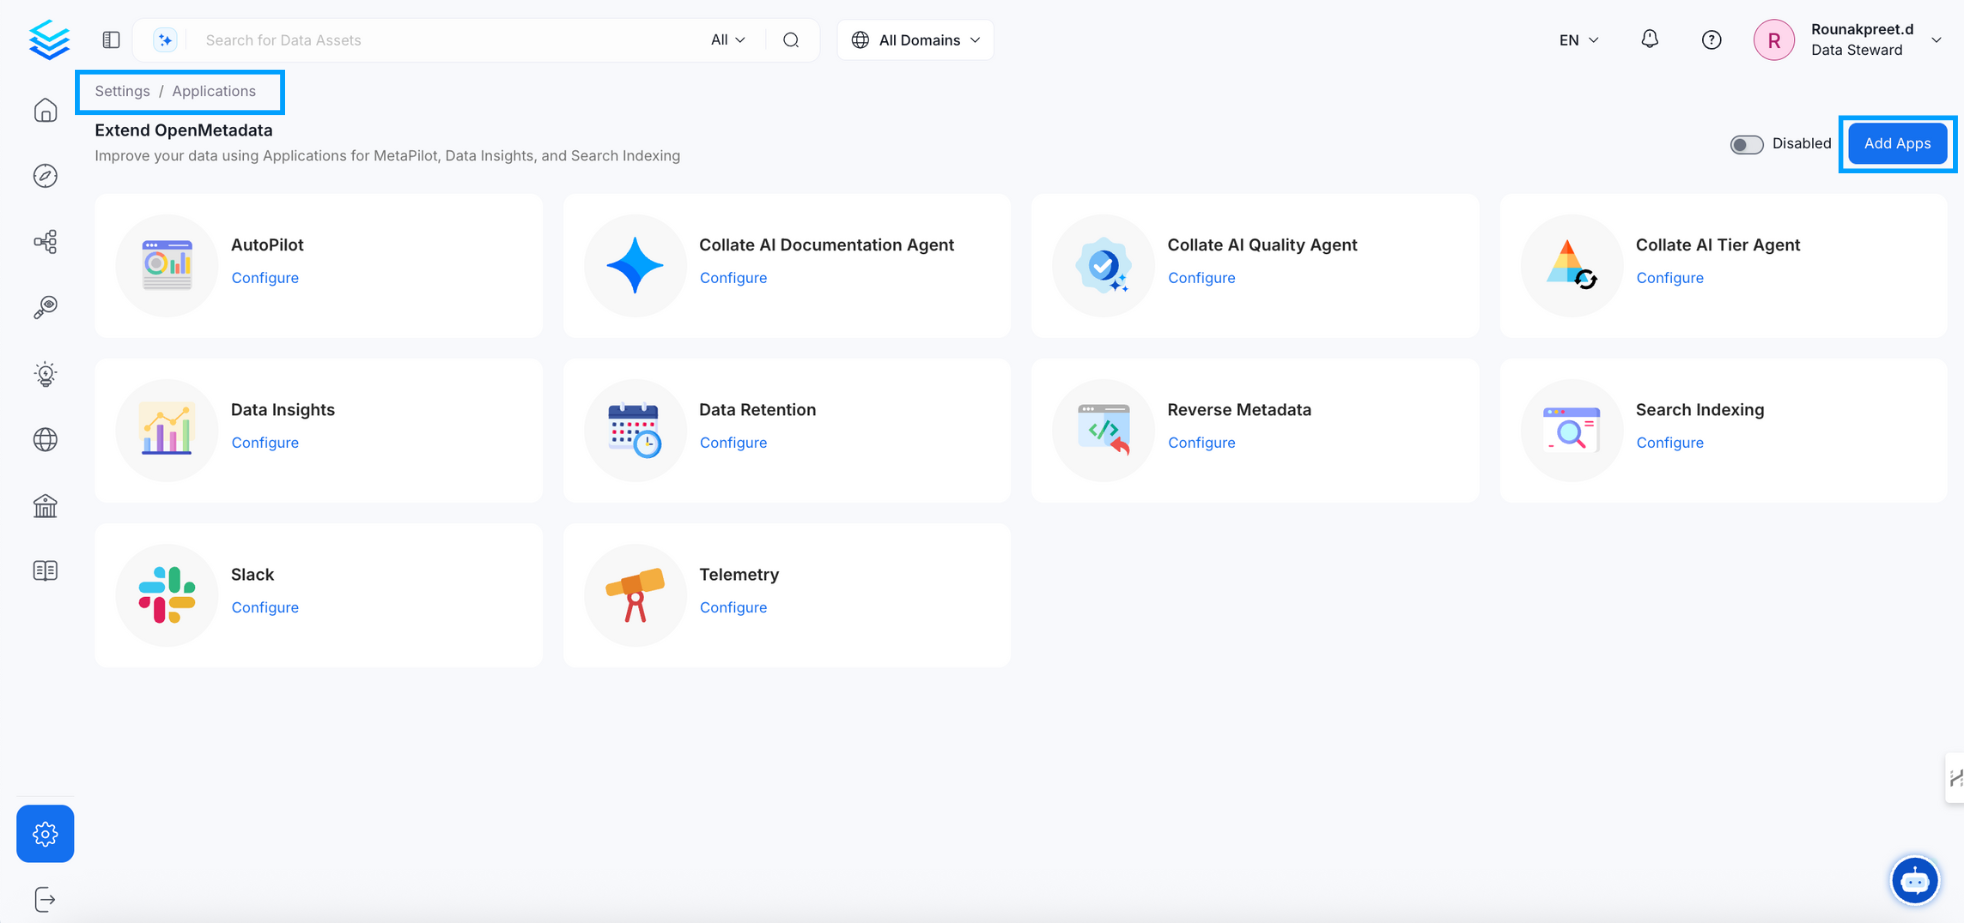 Search for Data Assets
All
All Domains
EN
R
Rounakpreet.d
Data Steward
Settings / Applications
Extend OpenMetadata
Improve your data using Applications for MetaPilot, Data Insights, and Search Indexing
Disabled
Add Apps
AutoPilot
Configure
Collate AI Documentation Agent
Configure
Collate AI Quality Agent
Configure
Collate AI Tier Agent
Configure
Data Insights
Configure
Data Retention
Configure
Reverse Metadata
Configure
Search Indexing
Configure
Slack
Configure
Telemetry
Configure